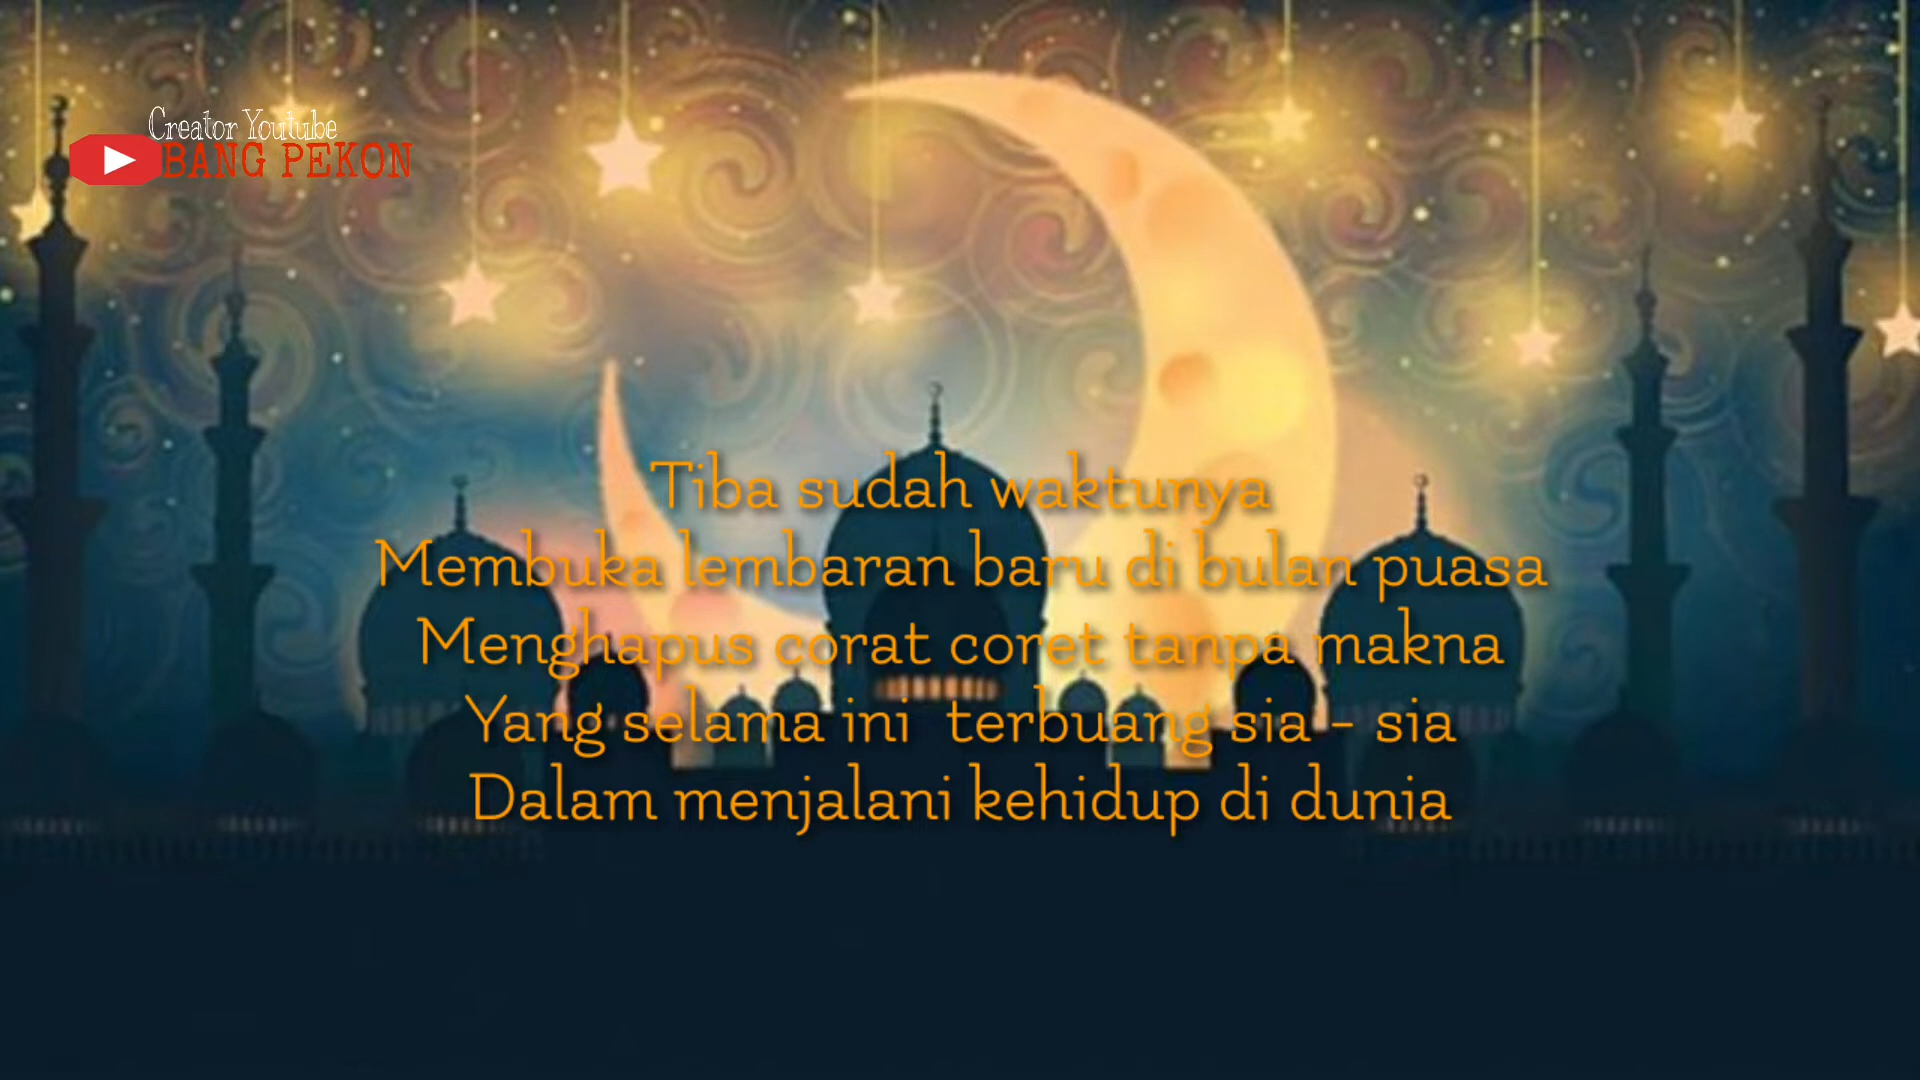 Creator Youtube
BANG PEKON
Tiba sudah waktunya
Membuka lembaran baru di bulan puasa
Menghapus corat coret tanpa makna
Yang selama ini  terbuang sia - sia
Dalam menjalani kehidup di dunia